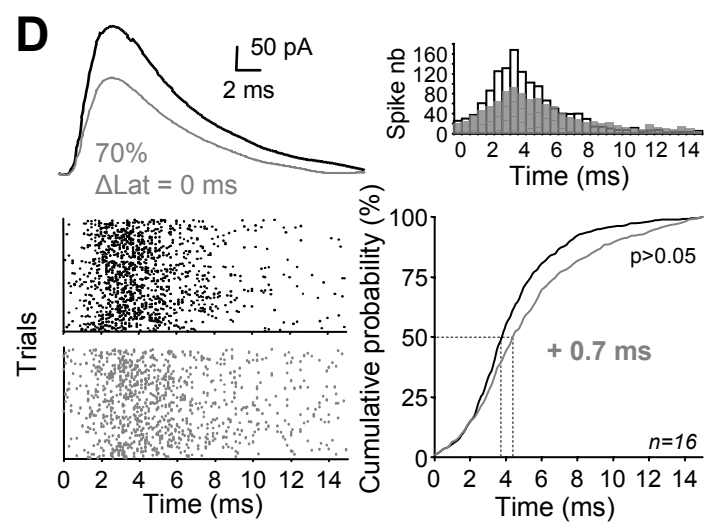 D
50 pA
2 ms
70%
ΔLat = 0 ms
Spike nb
160
120
80
40
0
0 2 4 6 8 10 12 14
Time (ms)
Trials
0 2 4 6 8 10 12 14
Time (ms)
Cumulative probability (%)
100
75
50
25
0
p>0.05
+ 0.7 ms
n=16
0 2 4 6 8 10 12 14
Time (ms)